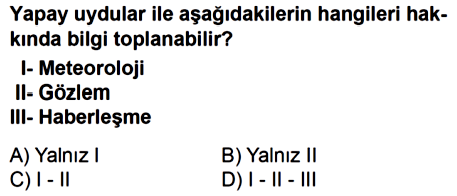 Yapay uydular ile aşağıdakilerin hangileri hak-
kında bilgi toplanabilir?
I- Meteoroloji
II- Gözlem
III- Haberleşme
A) Yalnız I B) Yalnız II
C) I - II D) I - II - III